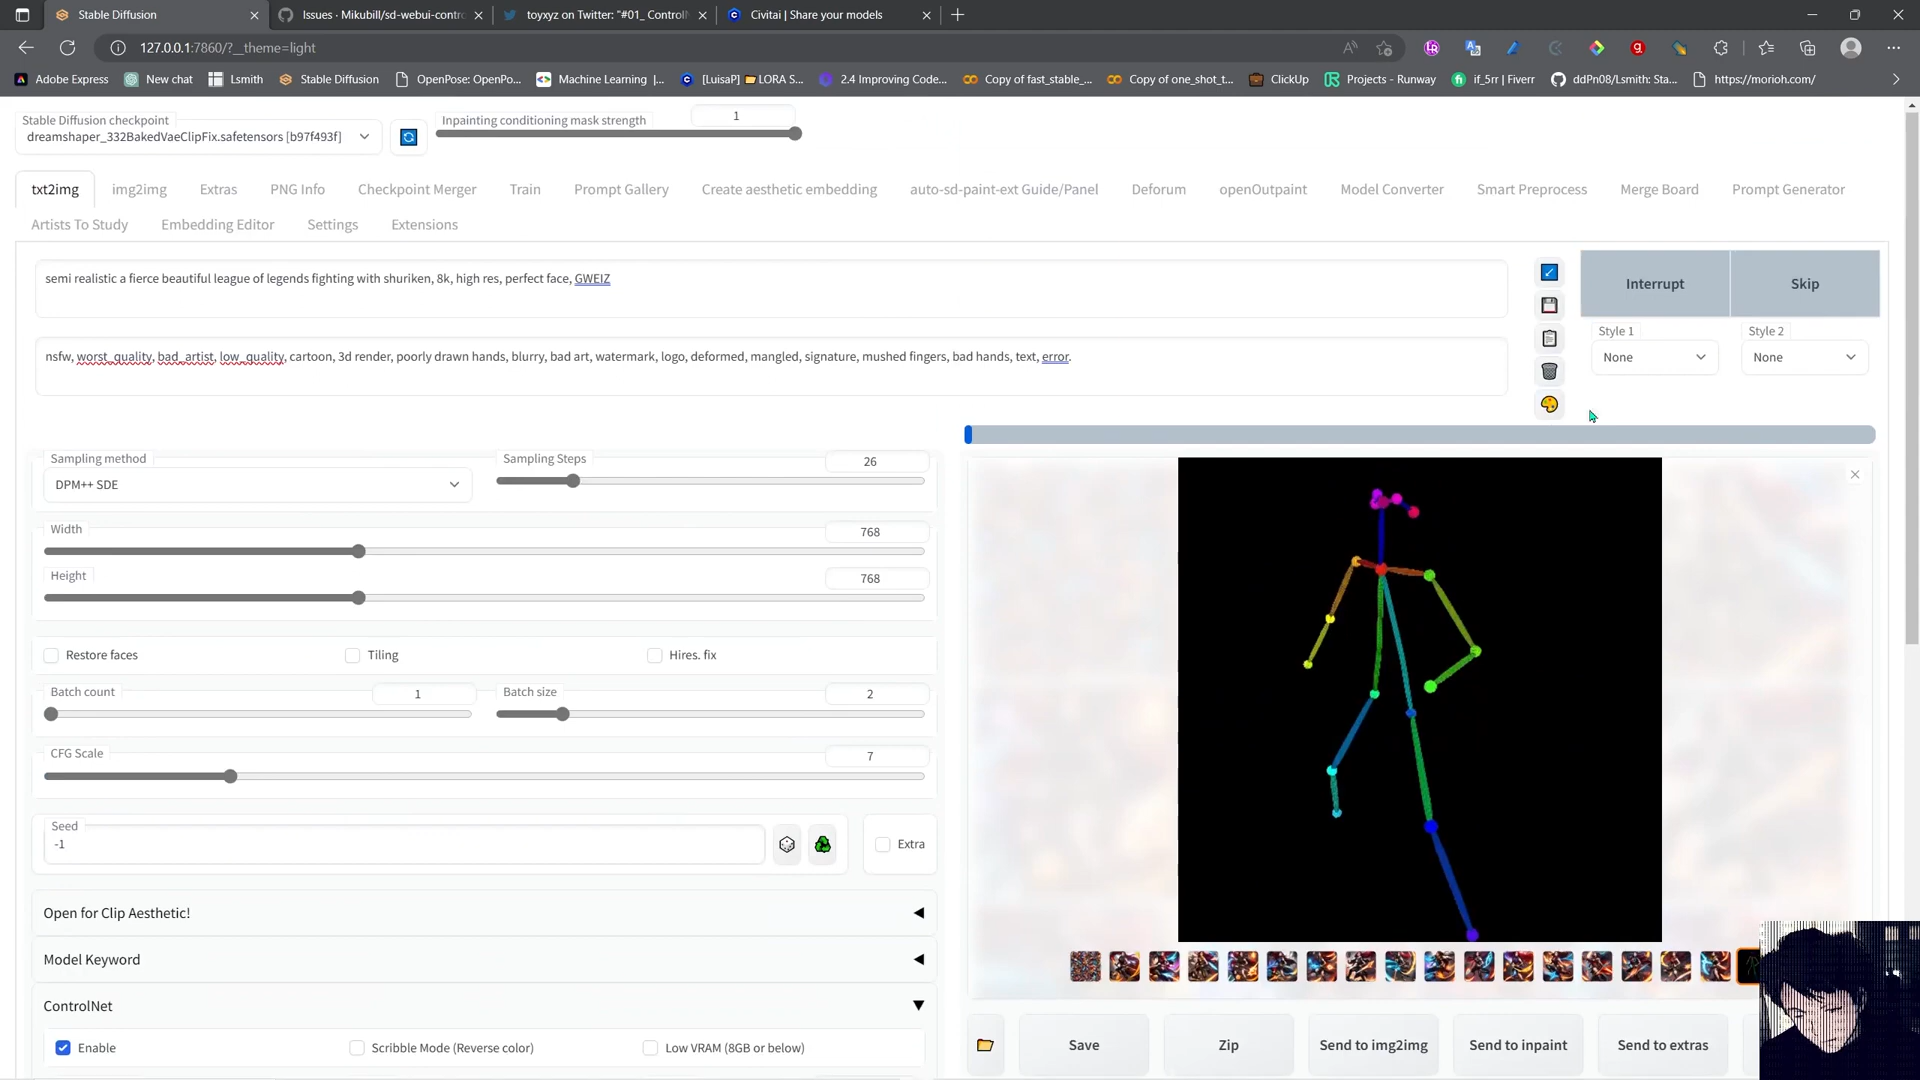 Stable Diffusion
Issues · Mikubill/sd-webui-contro
toyxyz on Twitter: "#01_ ControlN
Civitai | Share your models
127.0.0.1:7860/?__theme=light
Adobe Express
New chat
Lsmith
Stable Diffusion
OpenPose: OpenPo...
Machine Learning |...
[LuisaP] LORA S...
2.4 Improving Code...
Copy of fast_stable_...
Copy of one_shot_t...
ClickUp
Projects - Runway
if_5rr | Fiverr
ddPn08/Lsmith: Sta...
https://morioh.com/
Stable Diffusion checkpoint
dreamshaper_332BakedVaeClipFix.safetensors [b97f493f]
Inpainting conditioning mask strength
1
txt2img
img2img
Extras
PNG Info
Checkpoint Merger
Train
Prompt Gallery
Create aesthetic embedding
auto-sd-paint-ext Guide/Panel
Deforum
openOutpaint
Model Converter
Smart Preprocess
Merge Board
Prompt Generator
Artists To Study
Embedding Editor
Settings
Extensions
semi realistic a fierce beautiful league of legends fighting with shuriken, 8k, high res, perfect face, GWEIZ
Interrupt
Skip
Style 1
None
Style 2
None
nsfw, worst_quality, bad_artist, low_quality, cartoon, 3d render, poorly drawn hands, blurry, bad art, watermark, logo, deformed, mangled, signature, mushed fingers, bad hands, text, error.
Sampling method
DPM++ SDE
Sampling Steps
26
Width
768
Height
768
Restore faces
Tiling
Hires. fix
Batch count
1
Batch size
2
CFG Scale
7
Seed
-1
Extra
Open for Clip Aesthetic!
Model Keyword
ControlNet
Enable
Scribble Mode (Reverse color)
Low VRAM (8GB or below)
Save
Zip
Send to img2img
Send to inpaint
Send to extras